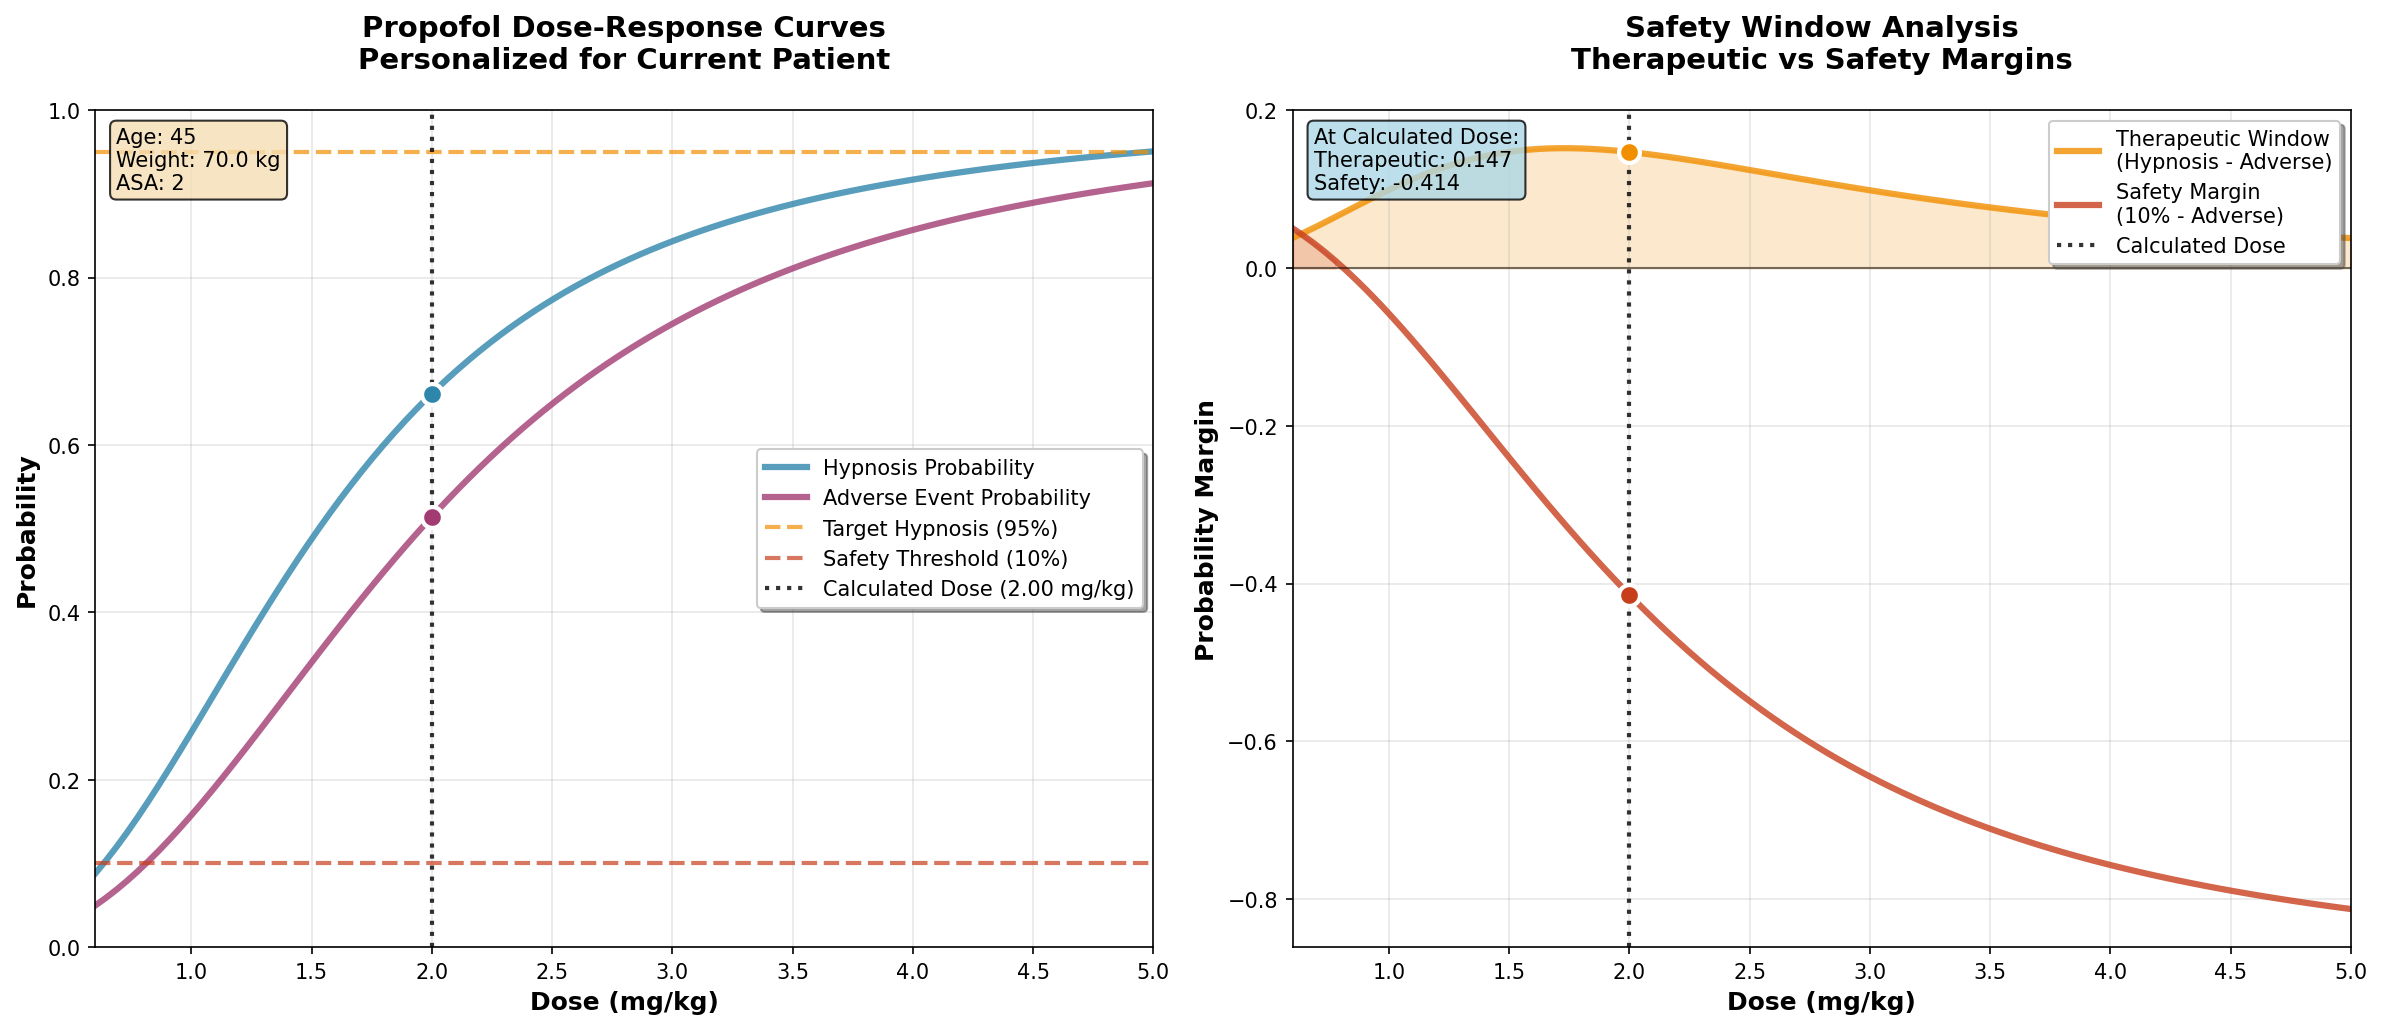 Propofol Dose-Response Curves
Personalized for Current Patient
Age: 45
Weight: 70.0 kg
ASA: 2
Hypnosis Probability
Adverse Event Probability
Target Hypnosis (95%)
Safety Threshold (10%)
Calculated Dose (2.00 mg/kg)
Probability
1.0
0.8
0.6
0.4
0.2
0.0
1.0 1.5 2.0 2.5 3.0 3.5 4.0 4.5 5.0
Dose (mg/kg)
Safety Window Analysis
Therapeutic vs Safety Margins
At Calculated Dose:
Therapeutic: 0.147
Safety: -0.414
Therapeutic Window
(Hypnosis - Adverse)
Safety Margin
(10% - Adverse)
Calculated Dose
Probability Margin
0.2
0.0
−0.2
−0.4
−0.6
−0.8
1.0 1.5 2.0 2.5 3.0 3.5 4.0 4.5 5.0
Dose (mg/kg)